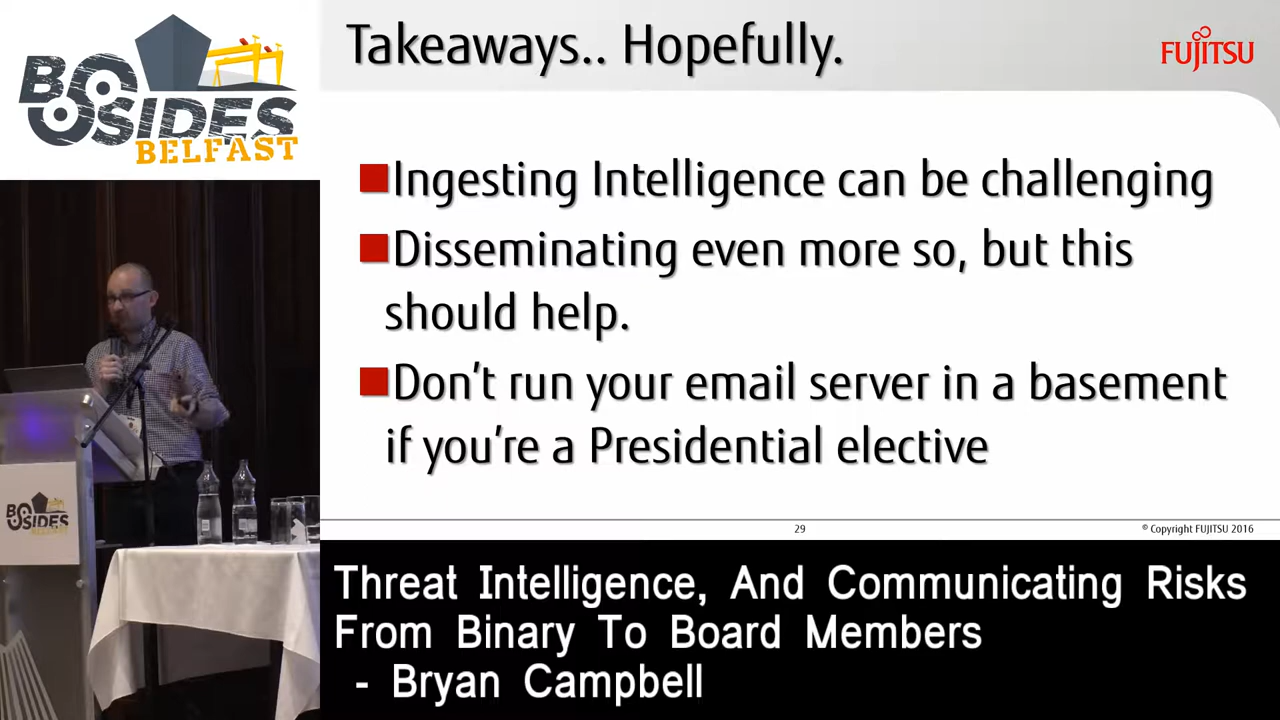 BSIDES
BELFAST
Takeaways.. Hopefully.
FUJITSU
Ingesting Intelligence can be challenging
Disseminating even more so, but this
should help.
Don't run your email server in a basement
if you're a Presidential elective
29
© Copyright FUJITSU 2016
BSIDES
BELFAST
Threat Intelligence, And Communicating Risks
From Binary To Board Members
- Bryan Campbell